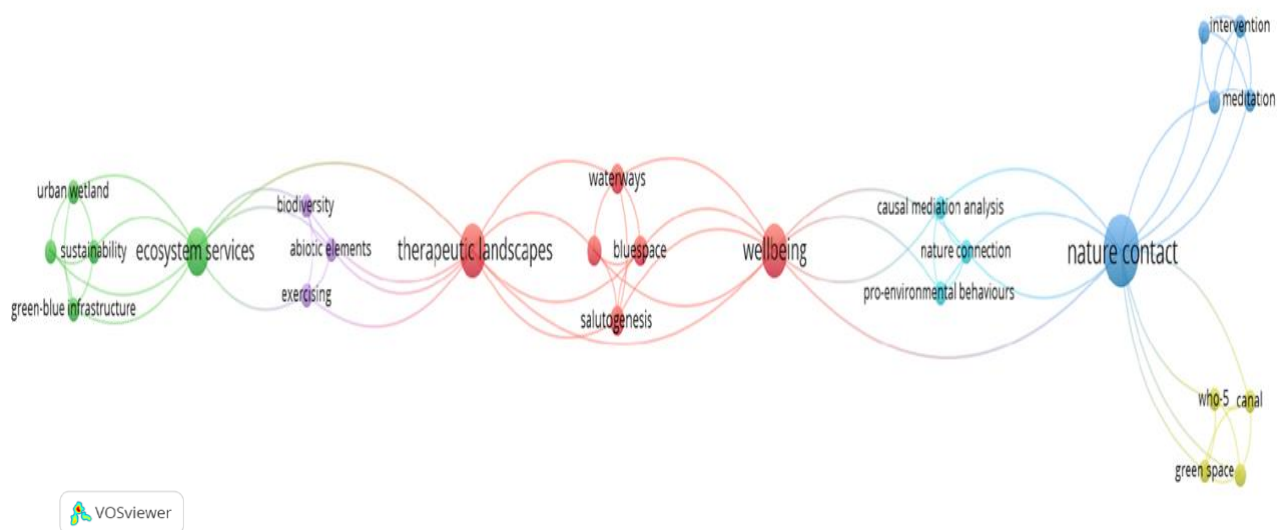 intervention
meditation
urban wetland
sustainability
green-blue infrastructure
ecosystem services
biodiversity
abiotic elements
exercising
therapeutic landscapes
waterways
bluespace
salutogenesis
wellbeing
causal mediation analysis
nature connection
pro-environmental behaviours
nature contact
who-5
canal
green space
VOSviewer